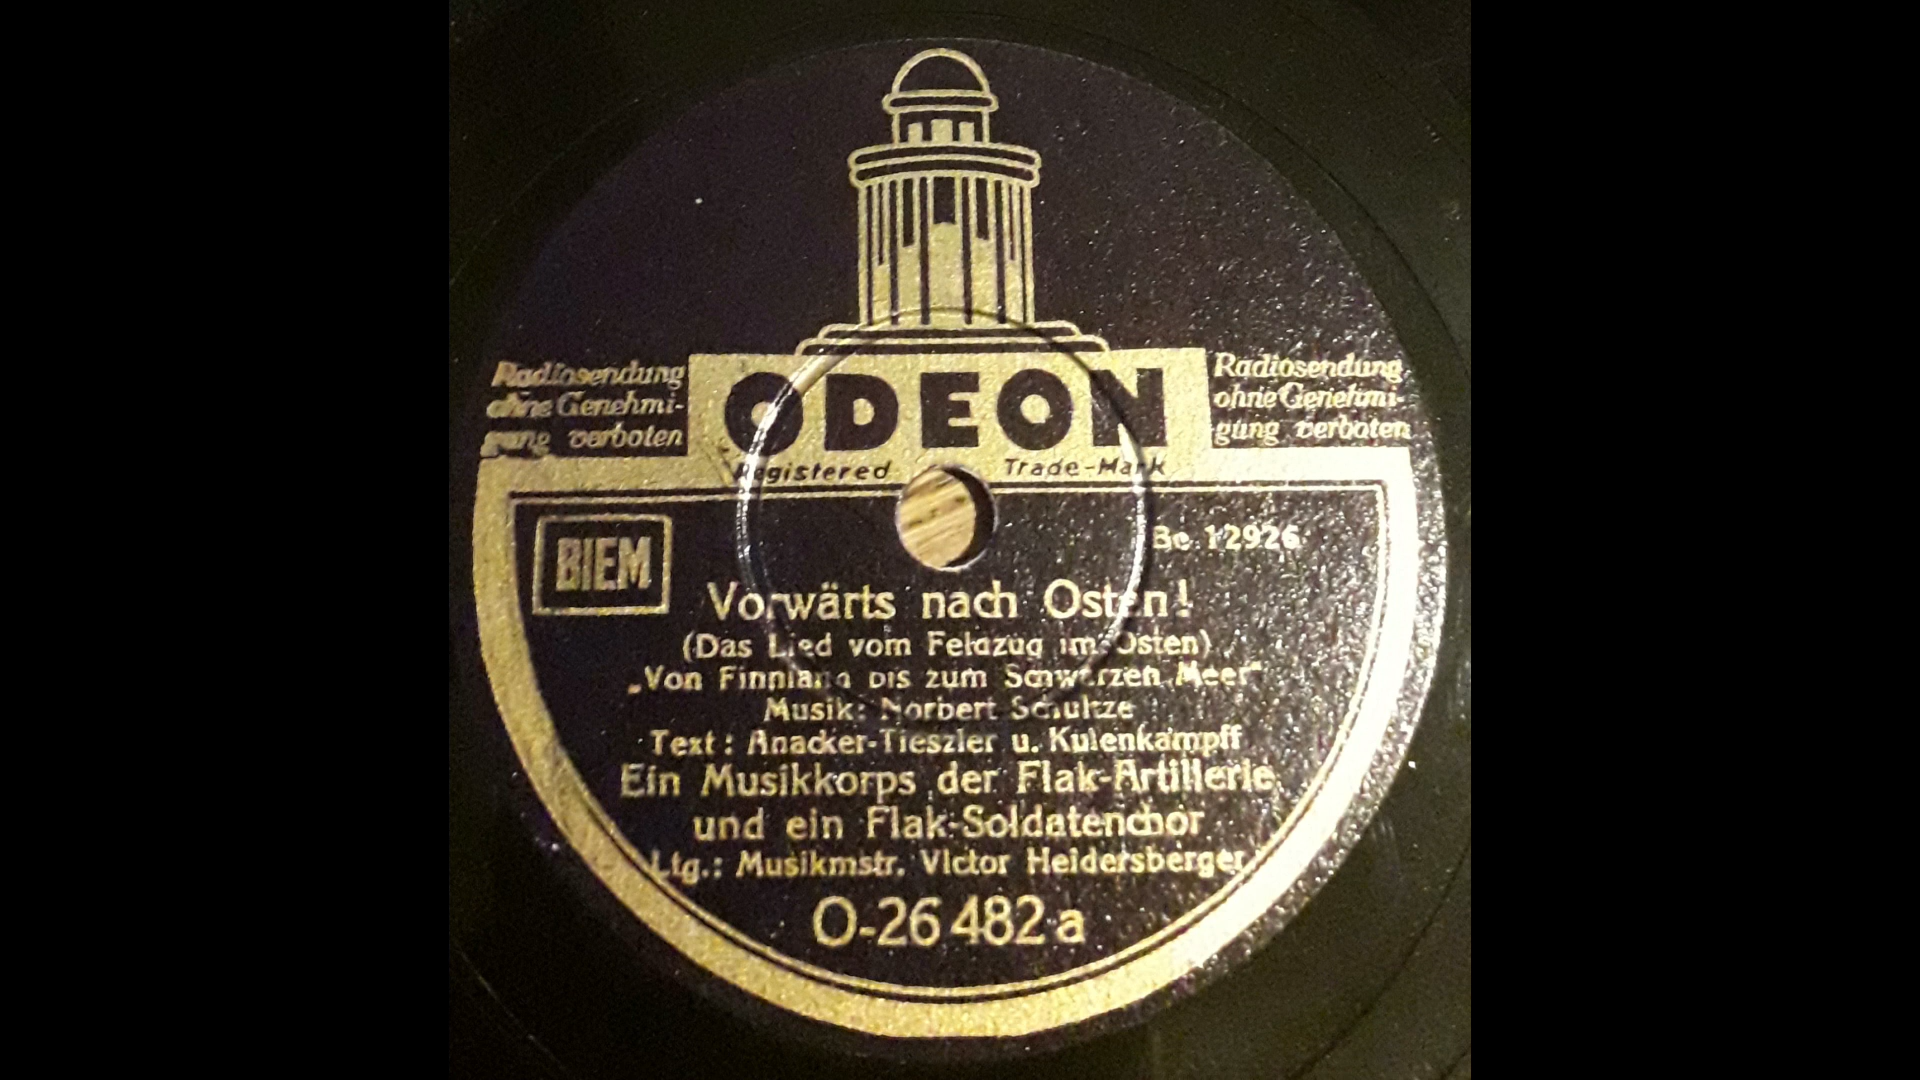 Radiosendung
ohne Genehmi-
gung verboten
ODEON
Registered Trade-Mark
Radiosendung
ohne Genehmi-
gung verboten
BIEM
Be 12926
Vorwärts nach Osten!
(Das Lied vom Feldzug im Osten)
„Von Finnland bis zum Schwarzen Meer"
Musik: Norbert Schultze
Text: Anacker-Tieszler u. Kulenkampff
Ein Musikkorps der Flak-Artillerie
und ein Flak-Soldatenchor
Ltg.: Musikmstr. Victor Heidersberger
O-26 482 a